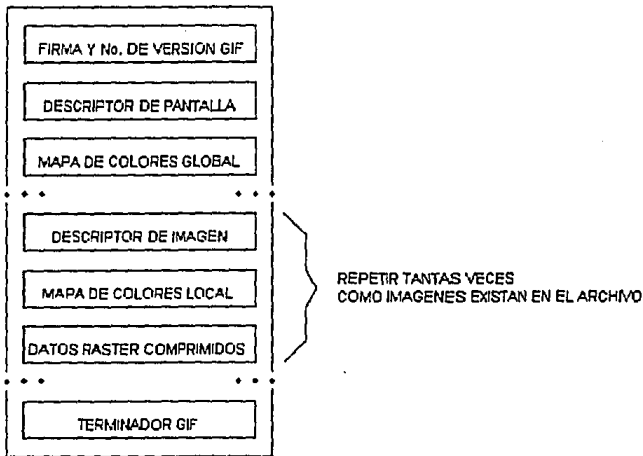 FIRMA Y No. DE VERSION GIF
DESCRIPTOR DE PANTALLA
MAPA DE COLORES GLOBAL
DESCRIPTOR DE IMAGEN
MAPA DE COLORES LOCAL
DATOS RASTER COMPRIMIDOS
TERMINADOR GIF
REPETIR TANTAS VECES
COMO IMAGENES EXISTAN EN EL ARCHIVO